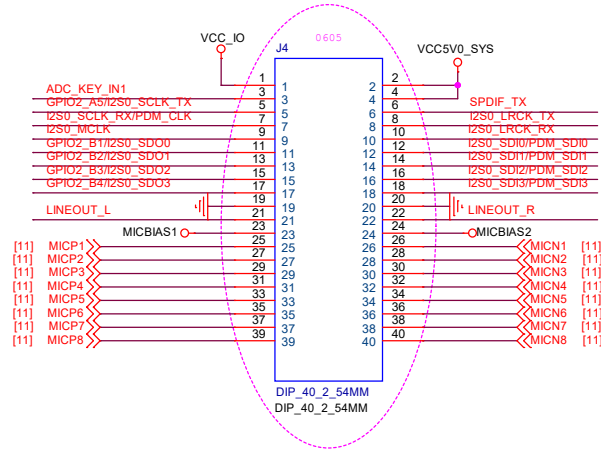 VCC_IO
J4
0605
VCC5V0_SYS
1 1 2 2
ADC_KEY_IN1 3 3 4 4
GPIO2_A5/I2S0_SCLK_TX 5 5 6 6 SPDIF_TX
I2S0_SCLK_RX/PDM_CLK 7 7 8 8 I2S0_LRCK_TX
I2S0_MCLK 9 9 10 10 I2S0_LRCK_RX
GPIO2_B1/I2S0_SDO0 11 11 12 12 I2S0_SDI0/PDM_SDI0
GPIO2_B2/I2S0_SDO1 13 13 14 14 I2S0_SDI1/PDM_SDI1
GPIO2_B3/I2S0_SDO2 15 15 16 16 I2S0_SDI2/PDM_SDI2
GPIO2_B4/I2S0_SDO3 17 17 18 18 I2S0_SDI3/PDM_SDI3
19 19 20 20
LINEOUT_L 21 21 22 22 LINEOUT_R
MICBIAS1 23 23 24 24 MICBIAS2
[11] MICP1 25 25 26 26 MICN1 [11]
[11] MICP2 27 27 28 28 MICN2 [11]
[11] MICP3 29 29 30 30 MICN3 [11]
[11] MICP4 31 31 32 32 MICN4 [11]
[11] MICP5 33 33 34 34 MICN5 [11]
[11] MICP6 35 35 36 36 MICN6 [11]
[11] MICP7 37 37 38 38 MICN7 [11]
[11] MICP8 39 39 40 40 MICN8 [11]
DIP_40_2_54MM
DIP_40_2_54MM